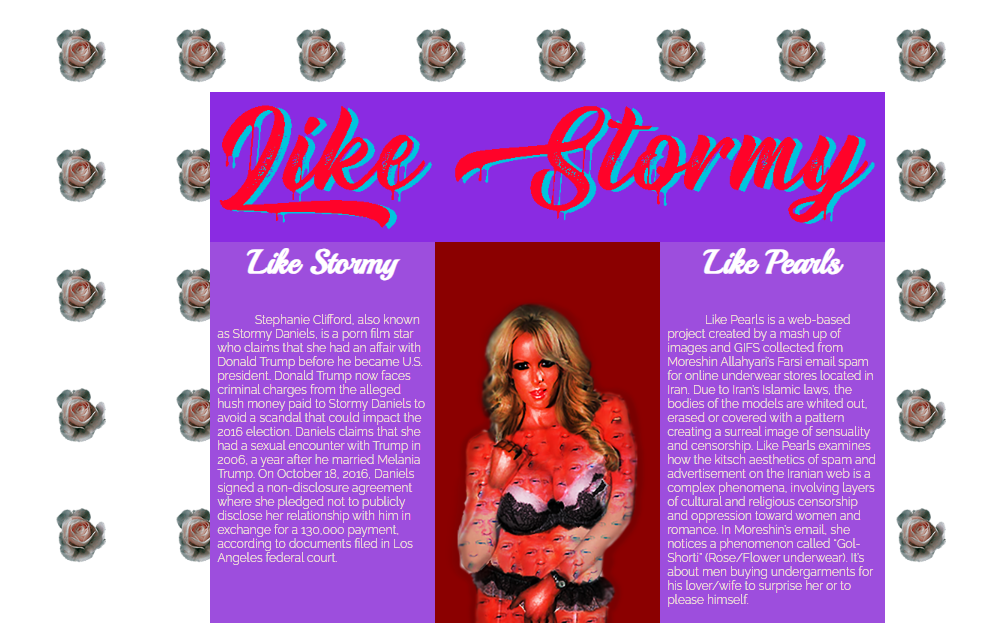 Like Stormy
Like Stormy
Stephanie Clifford, also known
as Stormy Daniels, is a porn film star
who claims that she had an affair with
Donald Trump before he became U.S.
president. Donald Trump now faces
criminal charges from the alleged
hush money paid to Stormy Daniels to
avoid a scandal that could impact the
2016 election. Daniels claims that she
had a sexual encounter with Trump in
2006, a year after he married Melania
Trump. On October 18, 2016, Daniels
signed a non-disclosure agreement
where she pledged not to publicly
disclose her relationship with him in
exchange for a 130,000 payment,
according to documents filed in Los
Angeles federal court.
Like Pearls
Like Pearls is a web-based
project created by a mash up of
images and GIFS collected from
Moreshin Allahyari's Farsi email spam
for online underwear stores located in
Iran. Due to Iran's Islamic laws, the
bodies of the models are whited out,
erased or covered with a pattern
creating a surreal image of sensuality
and censorship. Like Pearls examines
how the kitsch aesthetics of spam and
advertisement on the Iranian web is a
complex phenomena, involving layers
of cultural and religious censorship
and oppression toward women and
romance. In Moreshin's email, she
notices a phenomenon called "Gol-
Shorti" (Rose/Flower underwear). It's
about men buying undergarments for
his lover/wife to surprise her or to
please himself.